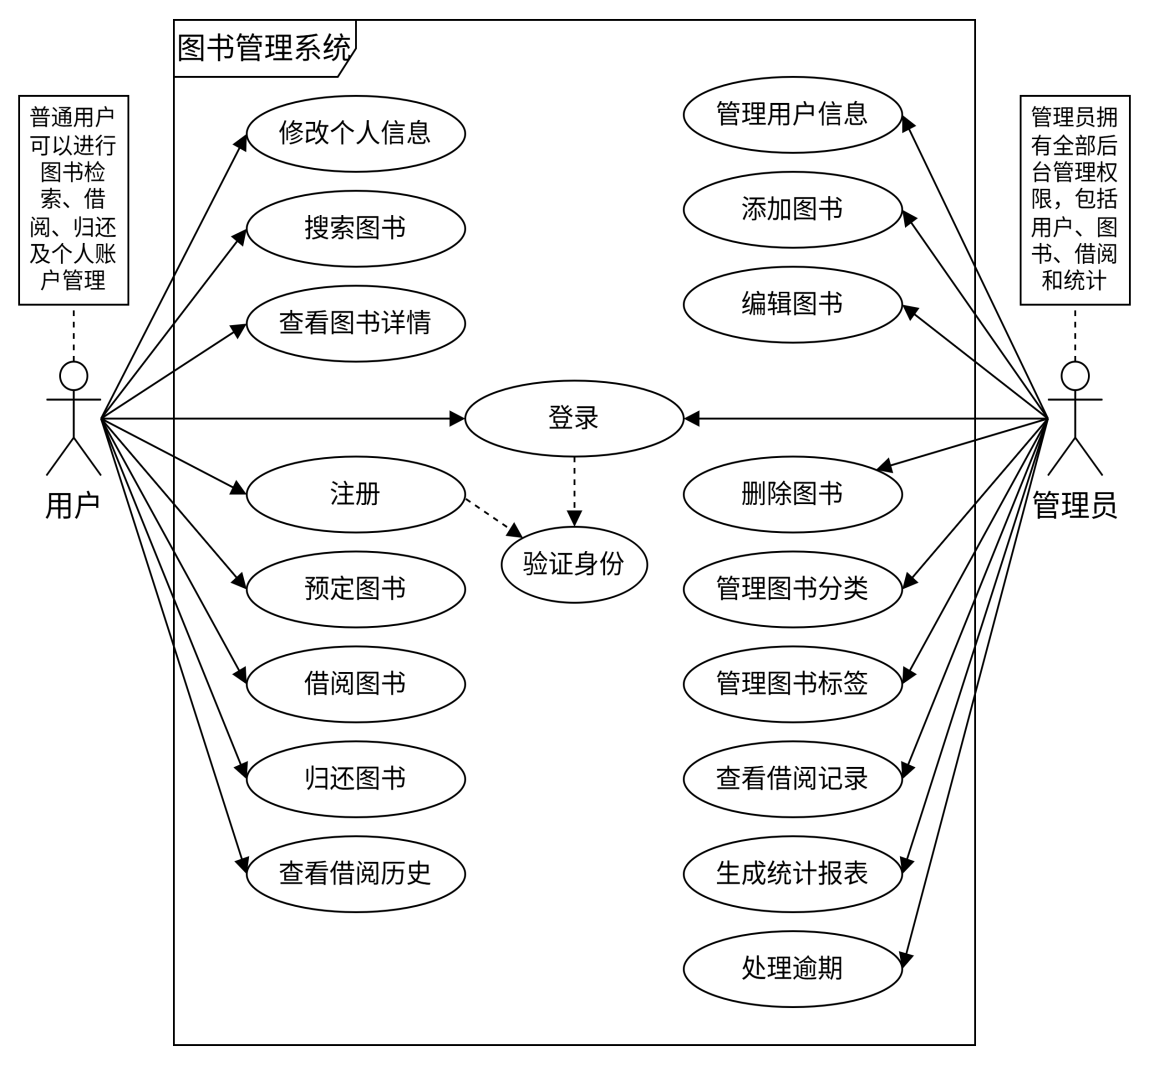 图书管理系统
普通用户
可以进行
图书检
索、借
阅、归还
及个人账
户管理
用户
修改个人信息
搜索图书
查看图书详情
登录
注册
验证身份
预定图书
借阅图书
归还图书
查看借阅历史
管理用户信息
添加图书
编辑图书
删除图书
管理图书分类
管理图书标签
查看借阅记录
生成统计报表
处理逾期
管理员拥
有全部后
台管理权
限，包括
用户、图
书、借阅
和统计
管理员